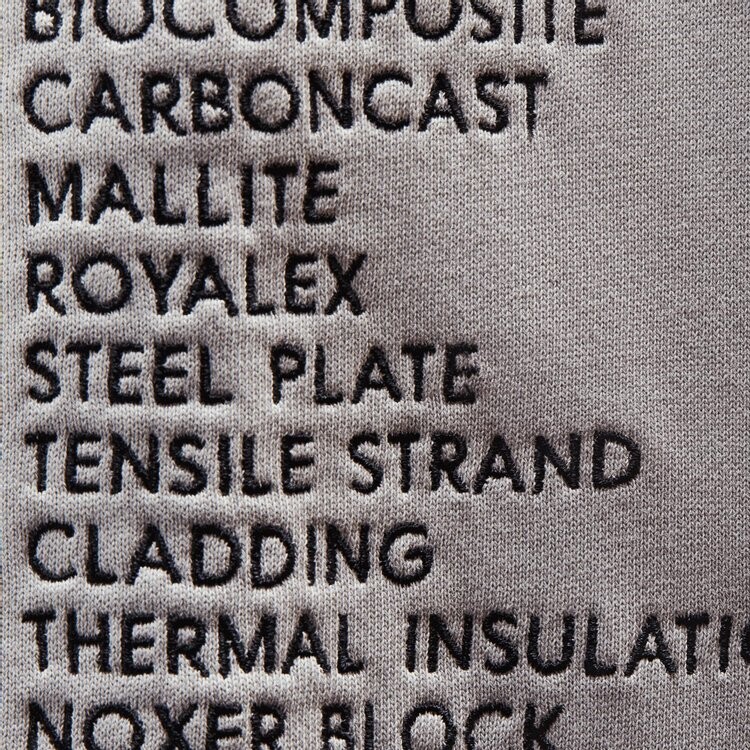 BIOCOMPOSITE
CARBONCAST
MALLITE
ROYALEX
STEEL PLATE
TENSILE STRAND
CLADDING
THERMAL INSULATI
NOXER BLOCK